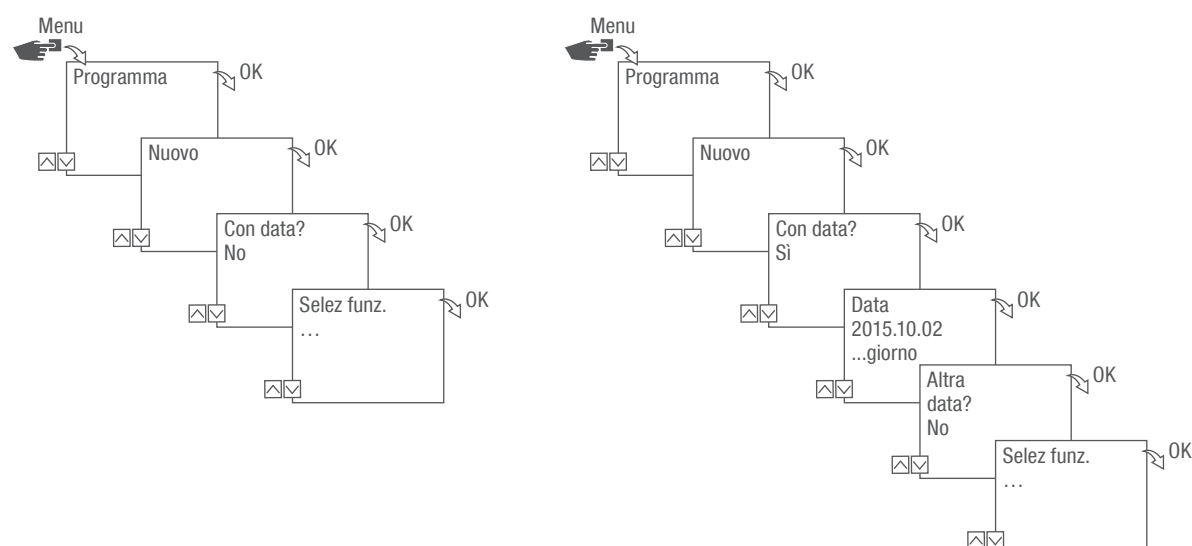 Menu
Programma
OK
Nuovo
OK
Con data?
No
OK
Selez funz.
...
OK
Menu
Programma
OK
Nuovo
OK
Con data?
Sì
OK
Data
2015.10.02
...giorno
OK
Altra
data?
No
OK
Selez funz.
...
OK